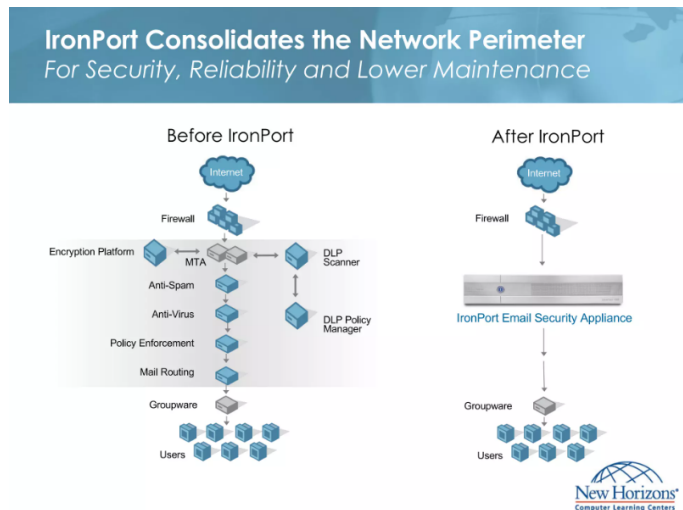 IronPort Consolidates the Network Perimeter
For Security, Reliability and Lower Maintenance
Before IronPort
Internet
Firewall
Encryption Platform
MTA
DLP
Scanner
Anti-Spam
Anti-Virus
DLP Policy
Manager
Policy Enforcement
Mail Routing
Groupware
Users
After IronPort
Internet
Firewall
IronPort Email Security Appliance
Groupware
Users
New Horizons®
Computer Learning Centers